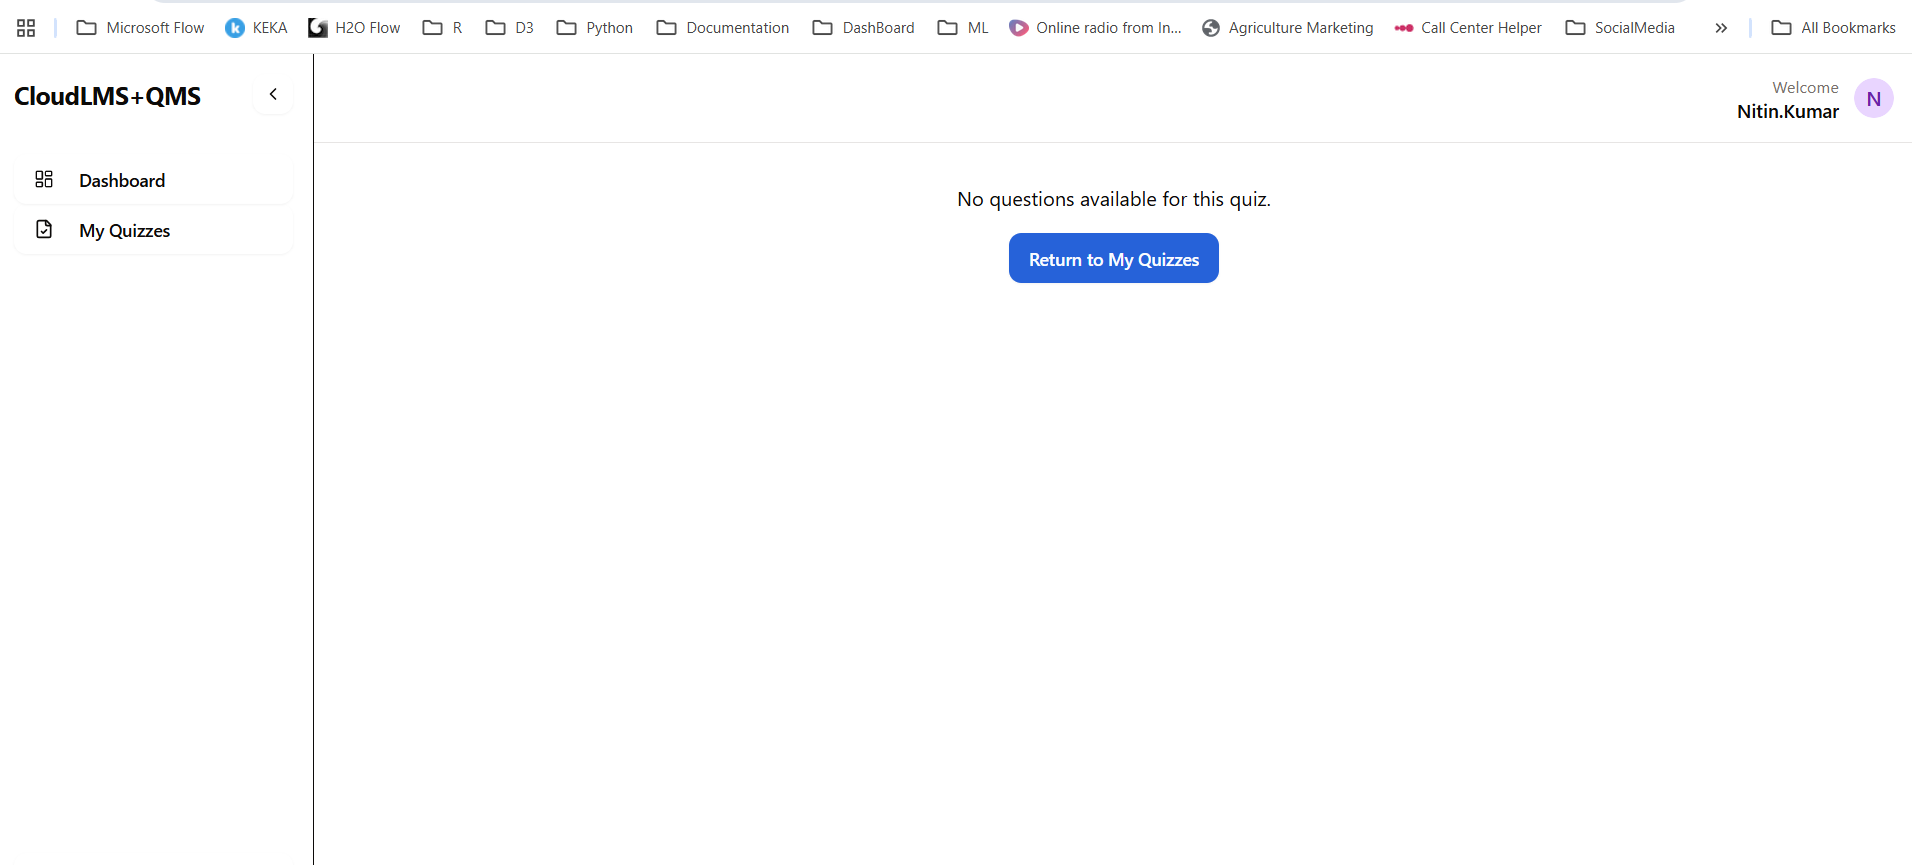 Microsoft Flow KEKA H2O Flow R D3 Python Documentation DashBoard ML Online radio from In... Agriculture Marketing Call Center Helper SocialMedia » All Bookmarks
CloudLMS+QMS
Welcome
Nitin.Kumar
N
Dashboard
My Quizzes
No questions available for this quiz.
Return to My Quizzes